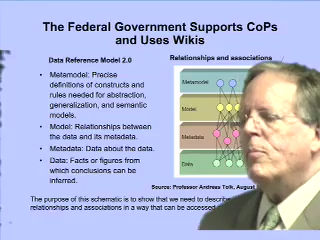 The Federal Government Supports CoPs
and Uses Wikis
Data Reference Model 2.0
• Metamodel: Precise
definitions of constructs and
rules needed for abstraction,
generalization, and semantic
models.
• Model: Relationships between
the data and its metadata.
• Metadata: Data about the data.
• Data: Facts or figures from
which conclusions can be
inferred.
Relationships and associations
Metamodel
Model
Metadata
Data
Source: Professor Andreas Tolk, August
The purpose of this schematic is to show that we need to describe
relationships and associations in a way that can be accessed